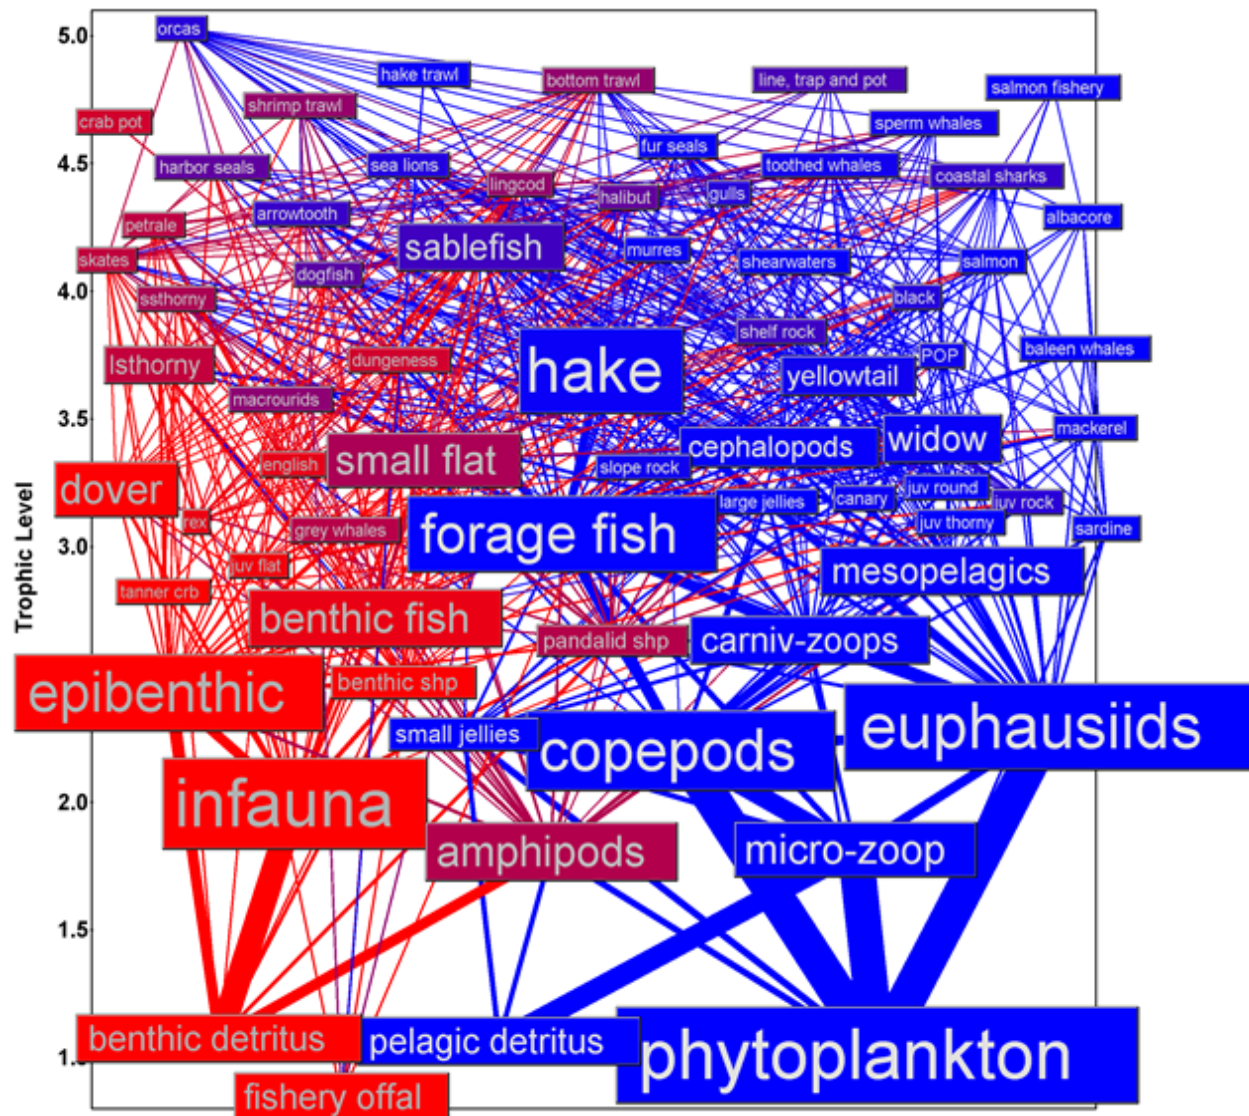 5.0
orcas
hake trawl
bottom trawl
line, trap and pot
salmon fishery
shrimp trawl
crab pot
sperm whales
fur seals
4.5
harbor seals
sea lions
toothed whales
coastal sharks
lingcod
halibut
gulls
arrowtooth
albacore
petrale
sablefish
murres
shearwaters
salmon
skates
dogfish
4.0
ssthorny
black
shelf rock
dungeness
hake
POP
baleen whales
lsthorny
yellowtail
macrourids
3.5
mackerel
small flat
cephalopods
widow
english
slope rock
dover
large jellies
canary
juv round
juv rock
rex
grey whales
forage fish
juv thorny
sardine
3.0
juv flat
mesopelagics
tanner crb
Trophic Level
benthic fish
pandalid shp
carniv-zoops
2.5
epibenthic
benthic shp
small jellies
copepods
euphausiids
2.0
infauna
amphipods
micro-zoop
1.5
benthic detritus
pelagic detritus
phytoplankton
fishery offal